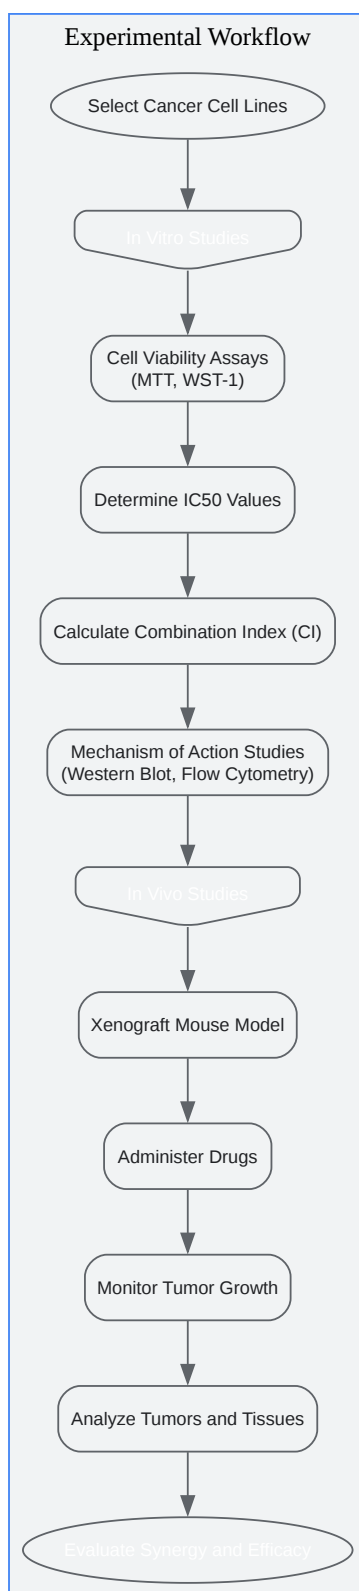 Experimental Workflow
Select Cancer Cell Lines
In Vitro Studies
Cell Viability Assays
(MTT, WST-1)
Determine IC50 Values
Calculate Combination Index (CI)
Mechanism of Action Studies
(Western Blot, Flow Cytometry)
In Vivo Studies
Xenograft Mouse Model
Administer Drugs
Monitor Tumor Growth
Analyze Tumors and Tissues
Evaluate Synergy and Efficacy